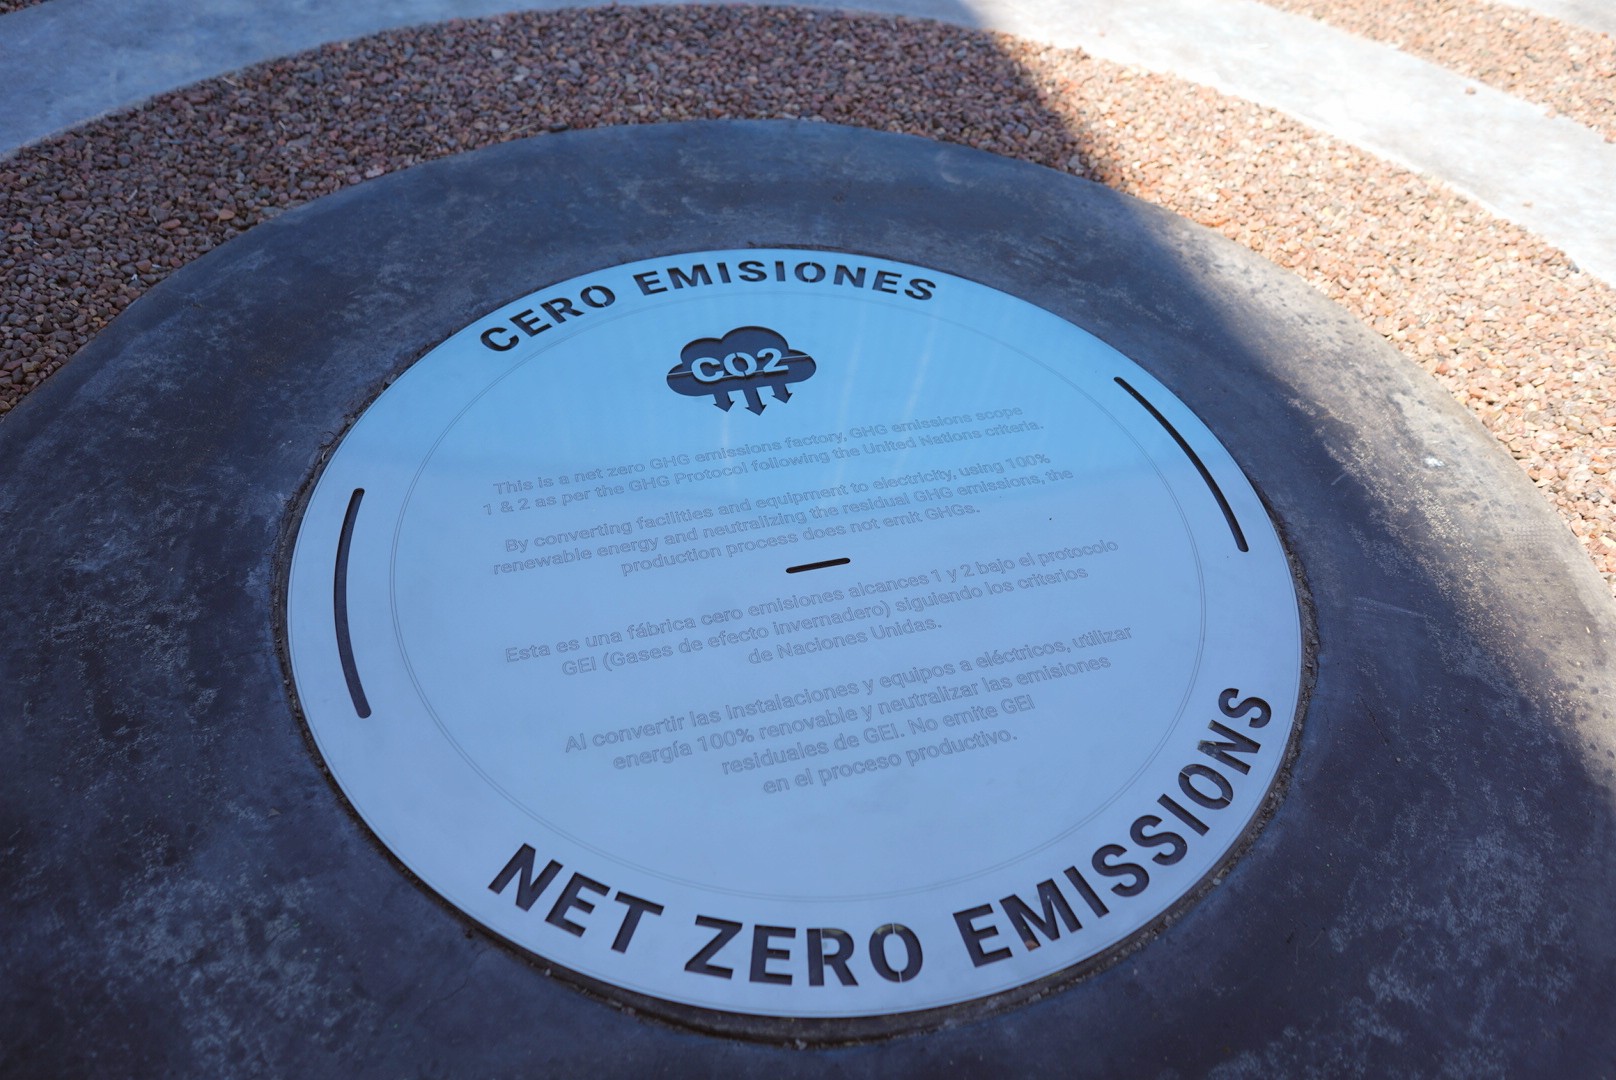 CERO EMISIONES
CO2
This is a net zero GHG emissions factory, GHG emissions scope
1 & 2 as per the GHG Protocol following the United Nations criteria.
By converting facilities and equipment to electricity, using 100%
renewable energy and neutralizing the residual GHG emissions, the
production process does not emit GHGs.
Esta es una fábrica cero emisiones alcances 1 y 2 bajo el protocolo
GEI (Gases de efecto invernadero) siguiendo los criterios
de Naciones Unidas.
Al convertir las instalaciones y equipos a eléctricos, utilizar
energía 100% renovable y neutralizar las emisiones
residuales de GEI. No emite GEI
en el proceso productivo.
NET ZERO EMISSIONS